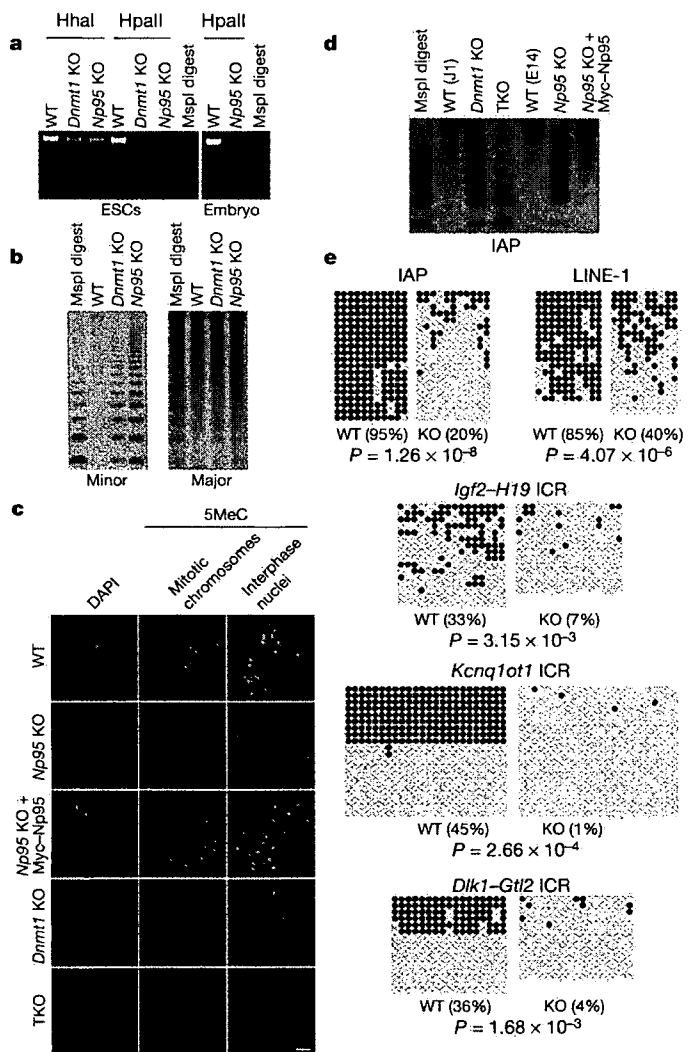 a
HhaI HpaII HpaII
WT
Dnmt1 KO
Np95 KO
WT
Dnmt1 KO
Np95 KO
MspI digest
WT
Np95 KO
MspI digest
ESCs Embryo
b
MspI digest
WT
Dnmt1 KO
Np95 KO
MspI digest
WT
Dnmt1 KO
Np95 KO
Minor Major
c
5MeC
DAPI
Mitotic
chromosomes
Interphase
nuclei
WT
Np95 KO
Np95 KO +
Myc–Np95
Dnmt1 KO
TKO
d
MspI digest
WT (J1)
Dnmt1 KO
TKO
WT (E14)
Np95 KO
Np95 KO +
Myc–Np95
IAP
e
IAP LINE-1
WT (95%) KO (20%) WT (85%) KO (40%)
P = 1.26 × 10–8 P = 4.07 × 10–6
Igf2–H19 ICR
WT (33%) KO (7%)
P = 3.15 × 10–3
Kcnq1ot1 ICR
WT (45%) KO (1%)
P = 2.66 × 10–4
Dlk1–Gtl2 ICR
WT (36%) KO (4%)
P = 1.68 × 10–3